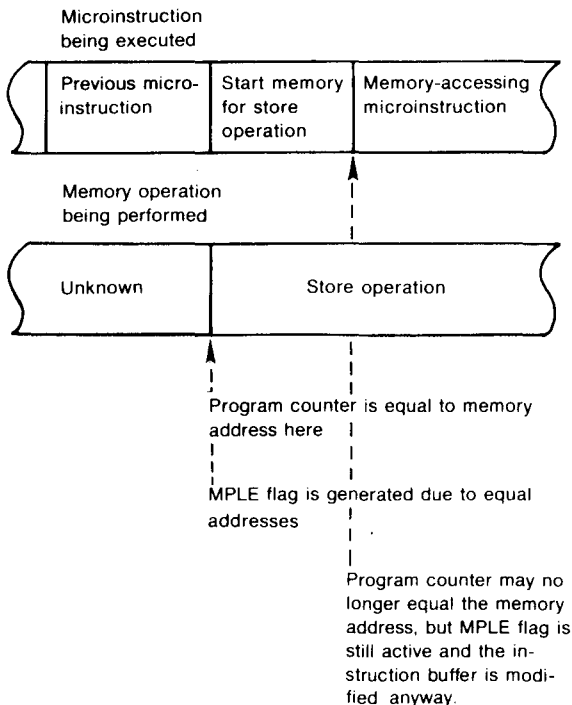 Microinstruction
being executed
Previous micro-
instruction
Start memory
for store
operation
Memory-accessing
microinstruction
Memory operation
being performed
Unknown
Store operation
Program counter is equal to memory
address here
MPLE flag is generated due to equal
addresses
Program counter may no
longer equal the memory
address, but MPLE flag is
still active and the in-
struction buffer is modi-
fied anyway.